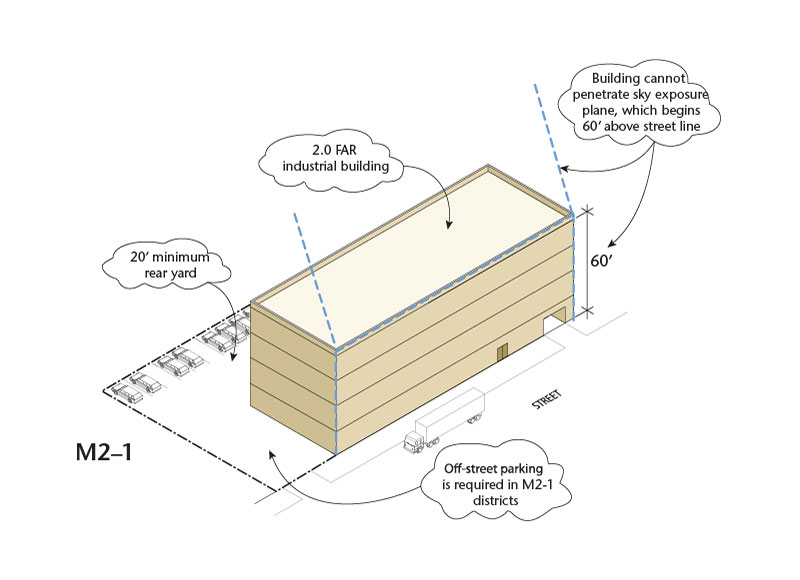 Building cannot
penetrate sky exposure
plane, which begins
60’ above street line
2.0 FAR
industrial building
20’ minimum
rear yard
60’
STREET
M2–1
Off-street parking
is required in M2-1
districts